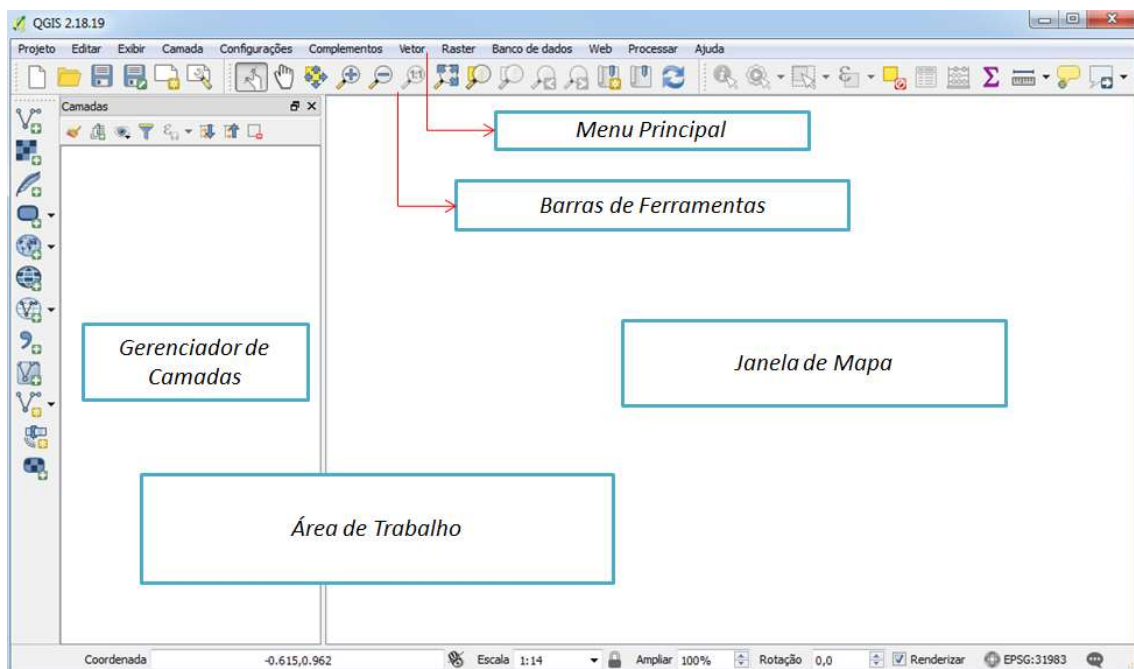 QGIS 2.18.19
Projeto Editar Exibir Camada Configurações Complementos Vetor Raster Banco de dados Web Processar Ajuda
Camadas
Menu Principal
Barras de Ferramentas
Gerenciador de
Camadas
Janela de Mapa
Área de Trabalho
Coordenada -0.615,0.962 Escala 1:14 Ampliar 100% Rotação 0,0 Renderizar EPSG:31983